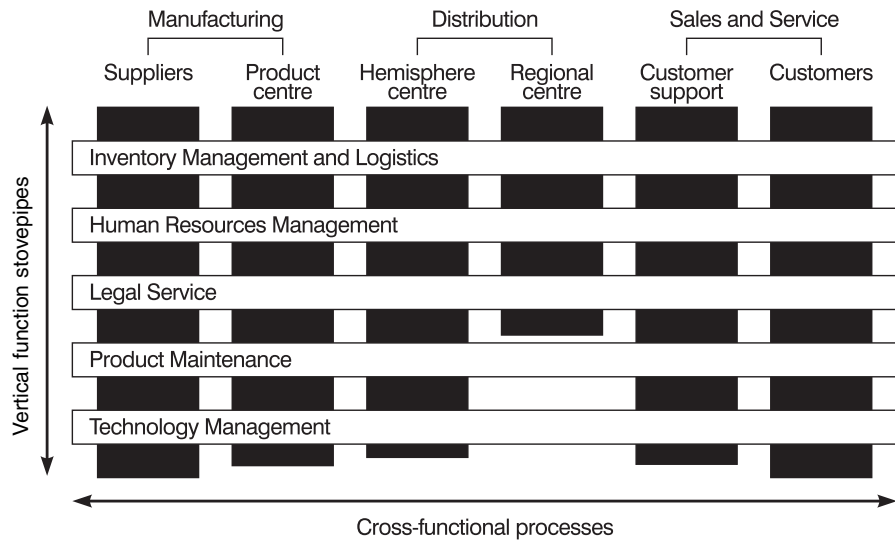 Manufacturing
Distribution
Sales and Service
Suppliers
Product
centre
Hemisphere
centre
Regional
centre
Customer
support
Customers
Inventory Management and Logistics
Human Resources Management
Legal Service
Product Maintenance
Technology Management
Vertical function stovepipes
Cross-functional processes